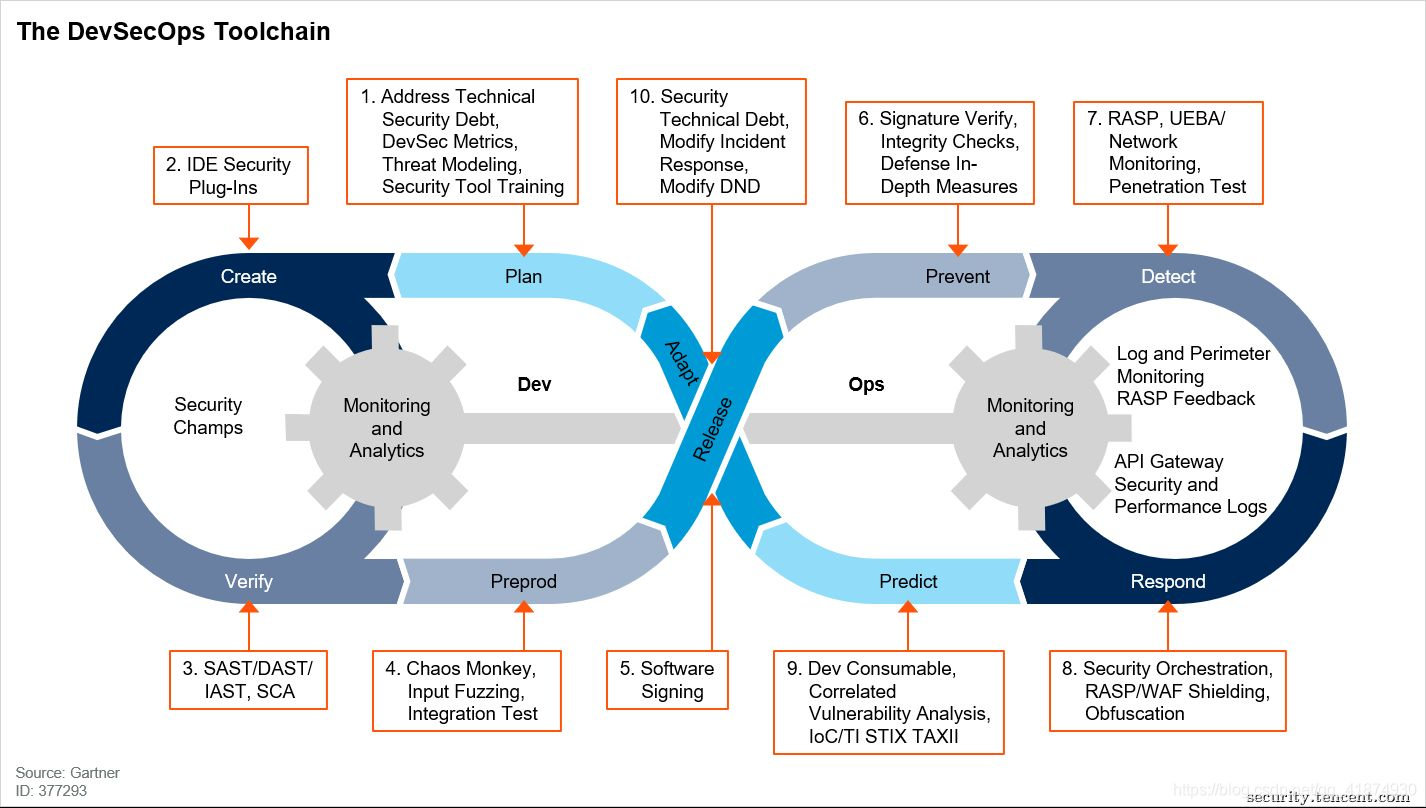 The DevSecOps Toolchain
1. Address Technical
Security Debt,
DevSec Metrics,
Threat Modeling,
Security Tool Training
10. Security
Technical Debt,
Modify Incident
Response,
Modify DND
6. Signature Verify,
Integrity Checks,
Defense In-
Depth Measures
7. RASP, UEBA/
Network
Monitoring,
Penetration Test
2. IDE Security
Plug-Ins
Create
Plan
Prevent
Detect
Adapt
Release
Dev
Ops
Security
Champs
Monitoring
and
Analytics
Monitoring
and
Analytics
Log and Perimeter
Monitoring
RASP Feedback
API Gateway
Security and
Performance Logs
Verify
Preprod
Predict
Respond
3. SAST/DAST/
IAST, SCA
4. Chaos Monkey,
Input Fuzzing,
Integration Test
5. Software
Signing
9. Dev Consumable,
Correlated
Vulnerability Analysis,
IoC/TI STIX TAXII
8. Security Orchestration,
RASP/WAF Shielding,
Obfuscation
Source: Gartner
ID: 377293
https://blog.csdn.net/qq_41874930
security.tencent.com